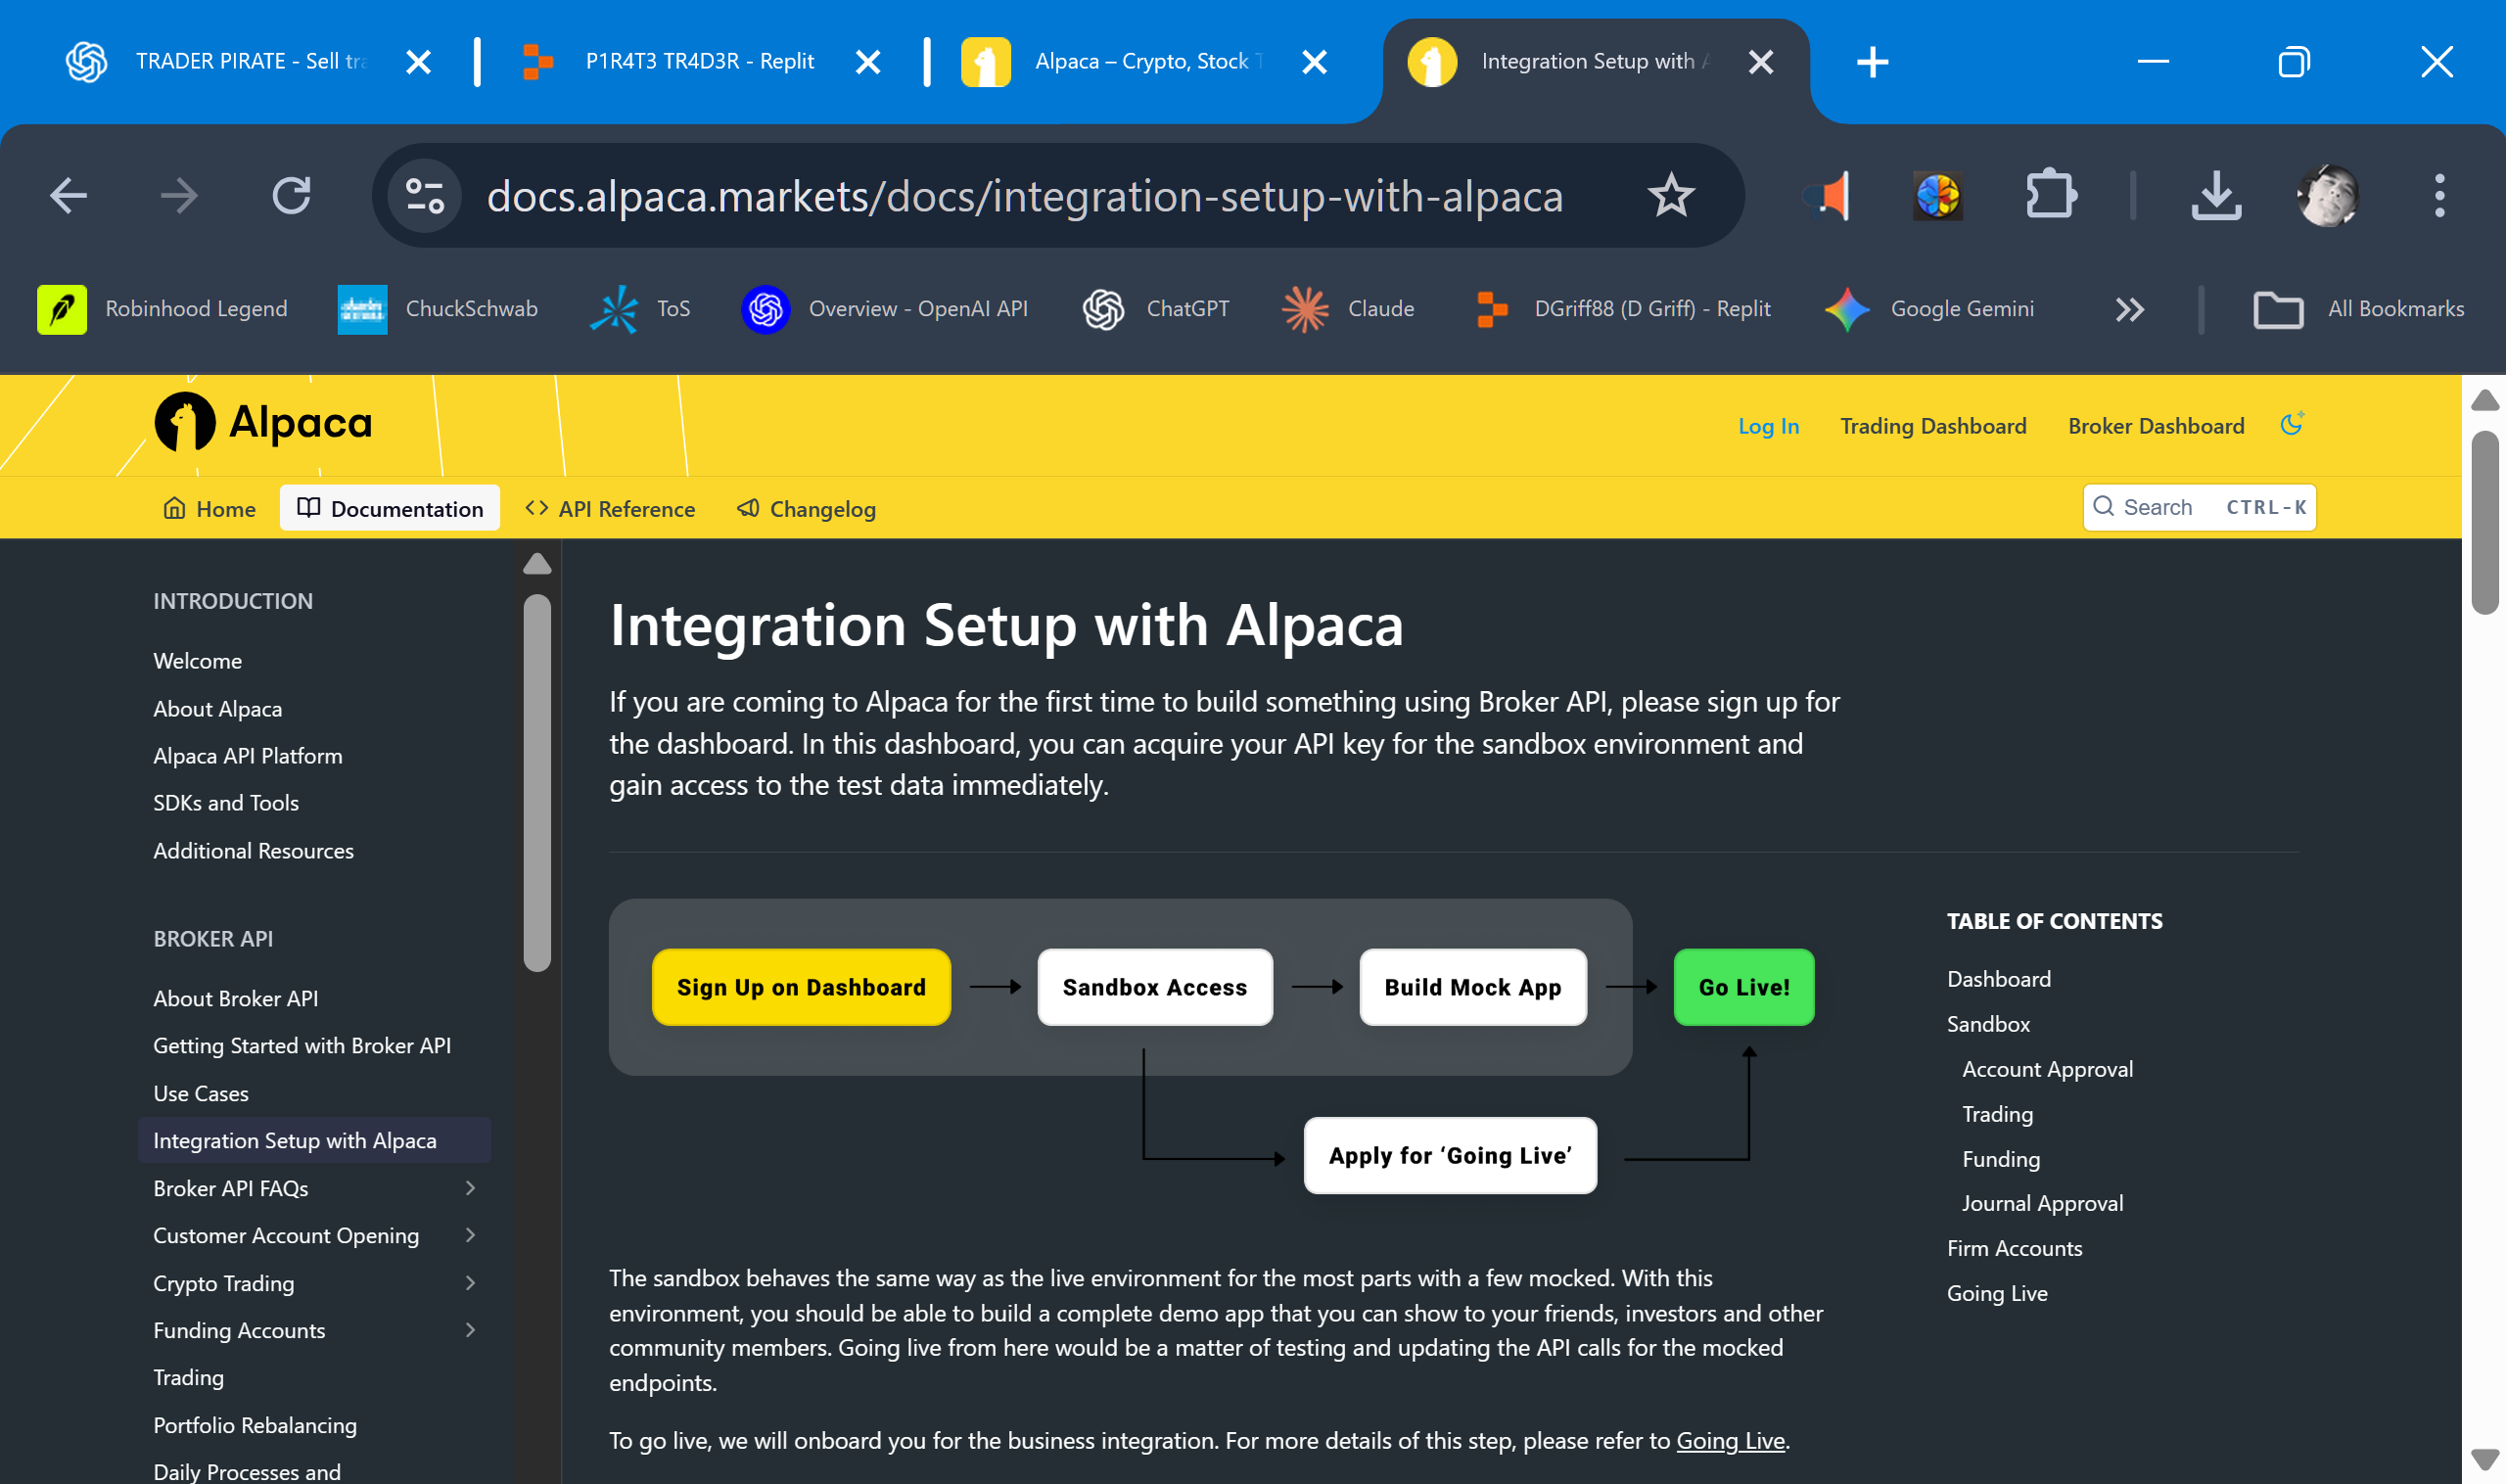 TRADER PIRATE - Sell tra
P1R4T3 TR4D3R - Replit
Alpaca – Crypto, Stock T
Integration Setup with A
docs.alpaca.markets/docs/integration-setup-with-alpaca
Robinhood Legend
ChuckSchwab
ToS
Overview - OpenAI API
ChatGPT
Claude
DGriff88 (D Griff) - Replit
Google Gemini
All Bookmarks
Alpaca
Log In
Trading Dashboard
Broker Dashboard
Home
Documentation
API Reference
Changelog
Search
CTRL-K
INTRODUCTION
Welcome
About Alpaca
Alpaca API Platform
SDKs and Tools
Additional Resources
BROKER API
About Broker API
Getting Started with Broker API
Use Cases
Integration Setup with Alpaca
Broker API FAQs
Customer Account Opening
Crypto Trading
Funding Accounts
Trading
Portfolio Rebalancing
Daily Processes and
Integration Setup with Alpaca
If you are coming to Alpaca for the first time to build something using Broker API, please sign up for
the dashboard. In this dashboard, you can acquire your API key for the sandbox environment and
gain access to the test data immediately.
Sign Up on Dashboard
Sandbox Access
Build Mock App
Go Live!
Apply for ‘Going Live’
The sandbox behaves the same way as the live environment for the most parts with a few mocked. With this
environment, you should be able to build a complete demo app that you can show to your friends, investors and other
community members. Going live from here would be a matter of testing and updating the API calls for the mocked
endpoints.
To go live, we will onboard you for the business integration. For more details of this step, please refer to Going Live.
TABLE OF CONTENTS
Dashboard
Sandbox
Account Approval
Trading
Funding
Journal Approval
Firm Accounts
Going Live